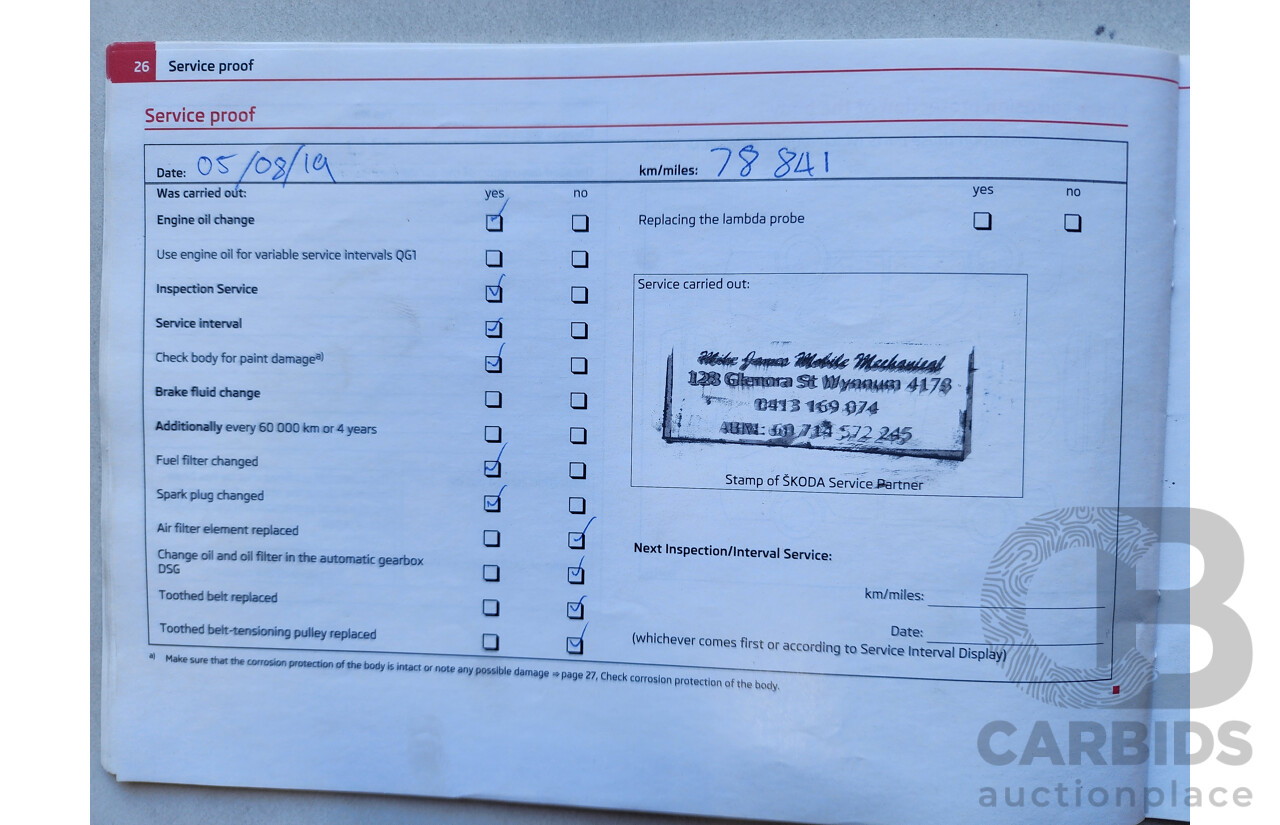 26 Service proof
Service proof
Date: 05/08/19 km/miles: 78 841
Was carried out: yes no yes no
Engine oil change
Replacing the lambda probe
Use engine oil for variable service intervals QG1
Inspection Service
Service interval
Check body for paint damage a)
Brake fluid change
Additionally every 60 000 km or 4 years
Fuel filter changed
Spark plug changed
Air filter element replaced
Change oil and oil filter in the automatic gearbox
DSG
Toothed belt replaced
Toothed belt-tensioning pulley replaced
Service carried out:
Mike James Mobile Mechanical
128 Glenora St Wynnum 4178
0413 169 074
ABN: 572 245
Stamp of ŠKODA Service Partner
Next Inspection/Interval Service:
km/miles:
Date:
(whichever comes first or according to Service Interval Display)
a) Make sure that the corrosion protection of the body is intact or note any possible damage ⇒ page 27, Check corrosion protection of the body.
CARBIDS
auctionplace